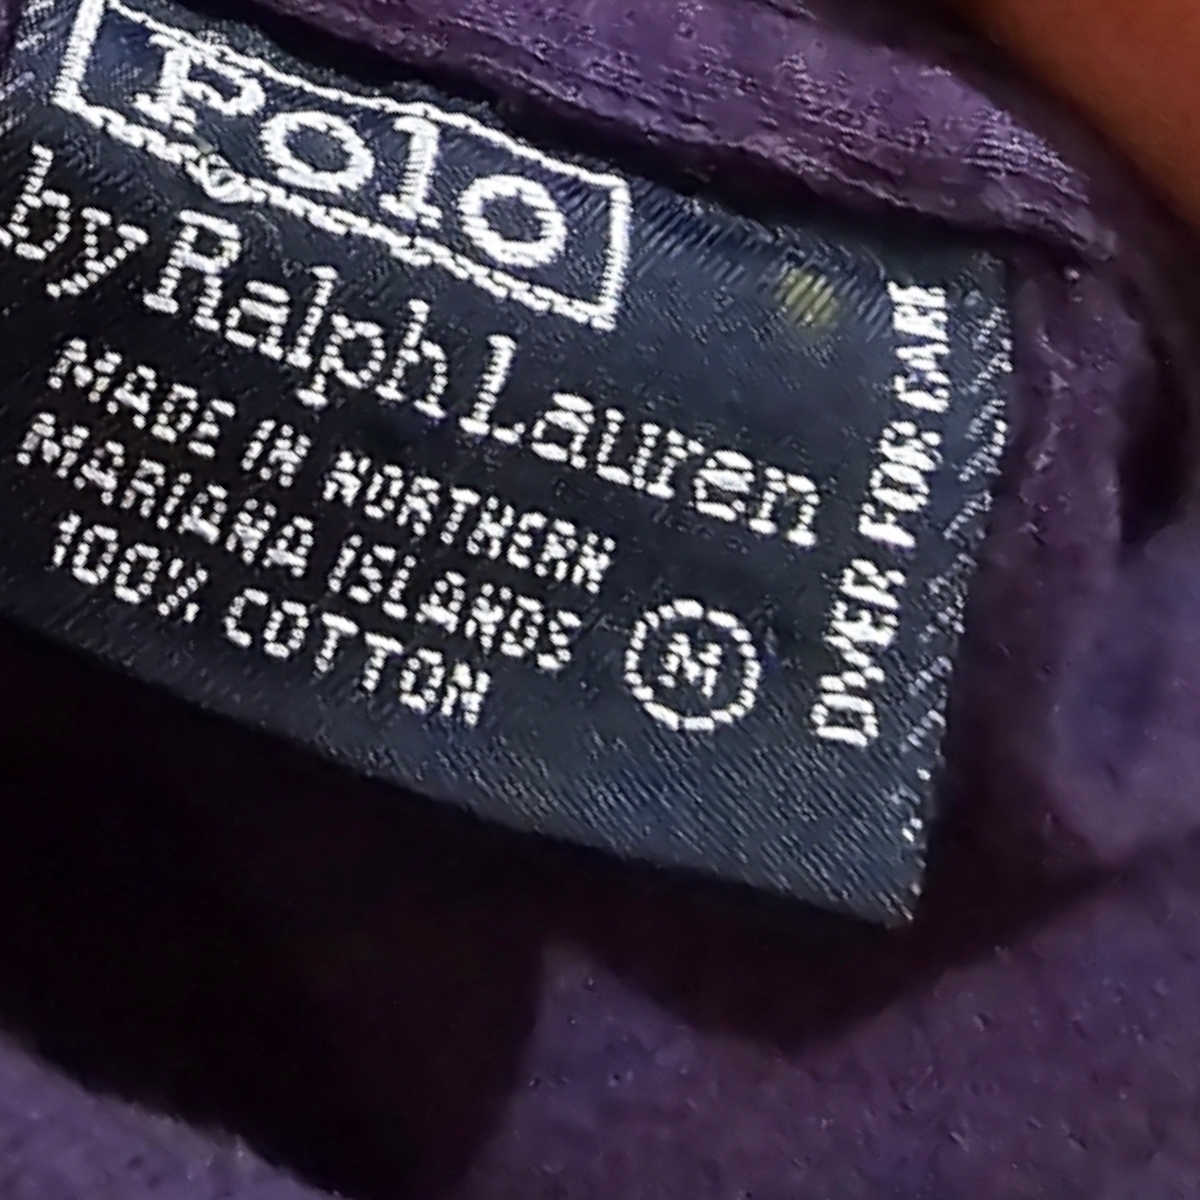 Polo
by Ralph Lauren
MADE IN NORTHERN
MARIANA ISLANDS
100% COTTON
M
OVER FOR CARE